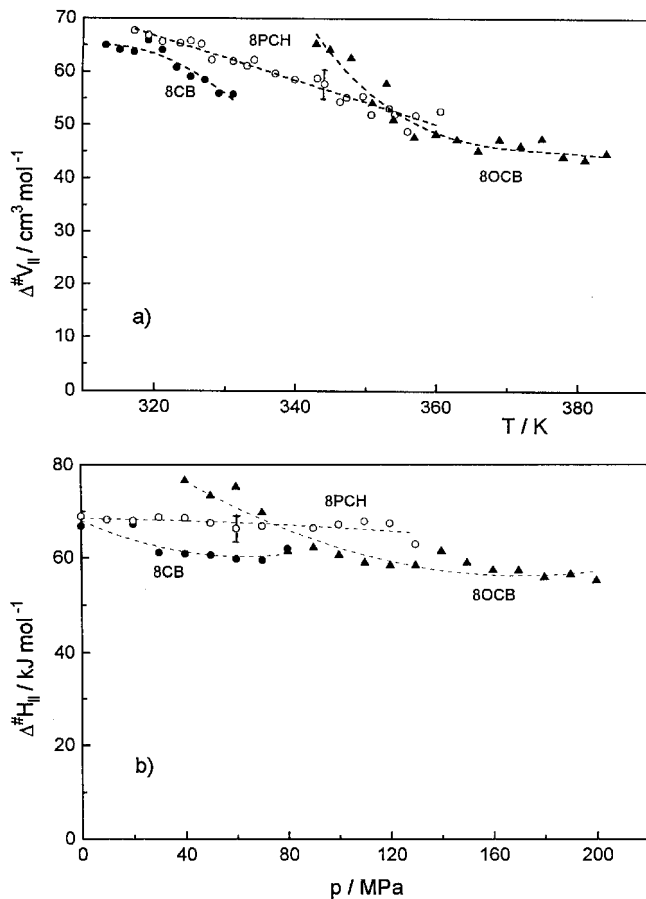 70
60
50
40
30
20
10
0
Δ#V|| / cm³ mol⁻¹
8PCH
8CB
8OCB
a)
320
340
360
380
T / K
80
60
40
20
0
Δ#H|| / kJ mol⁻¹
8PCH
8CB
8OCB
b)
0
40
80
120
160
200
p / MPa